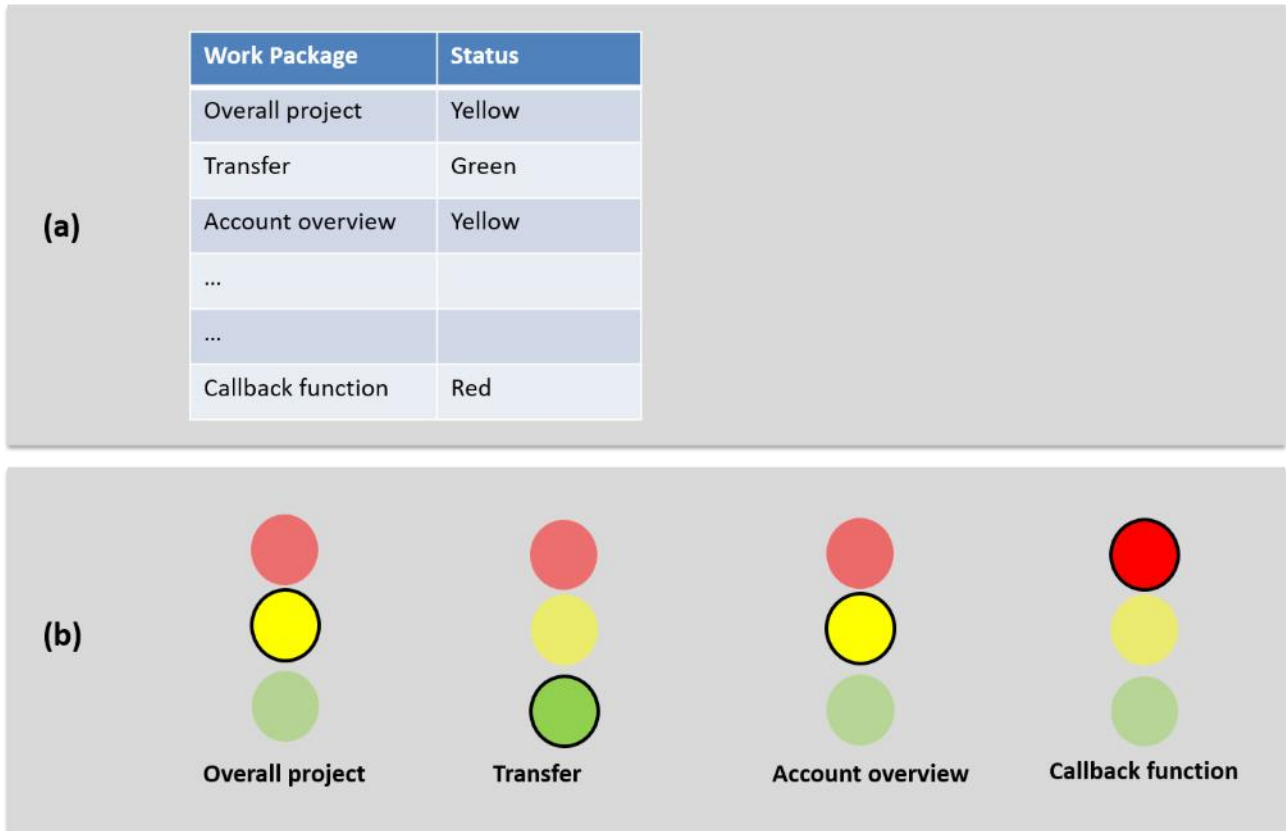 Work Package Status
Overall project Yellow
Transfer Green
(a)
Account overview Yellow
...
...
Callback function Red
(b)
Overall project Transfer Account overview Callback function